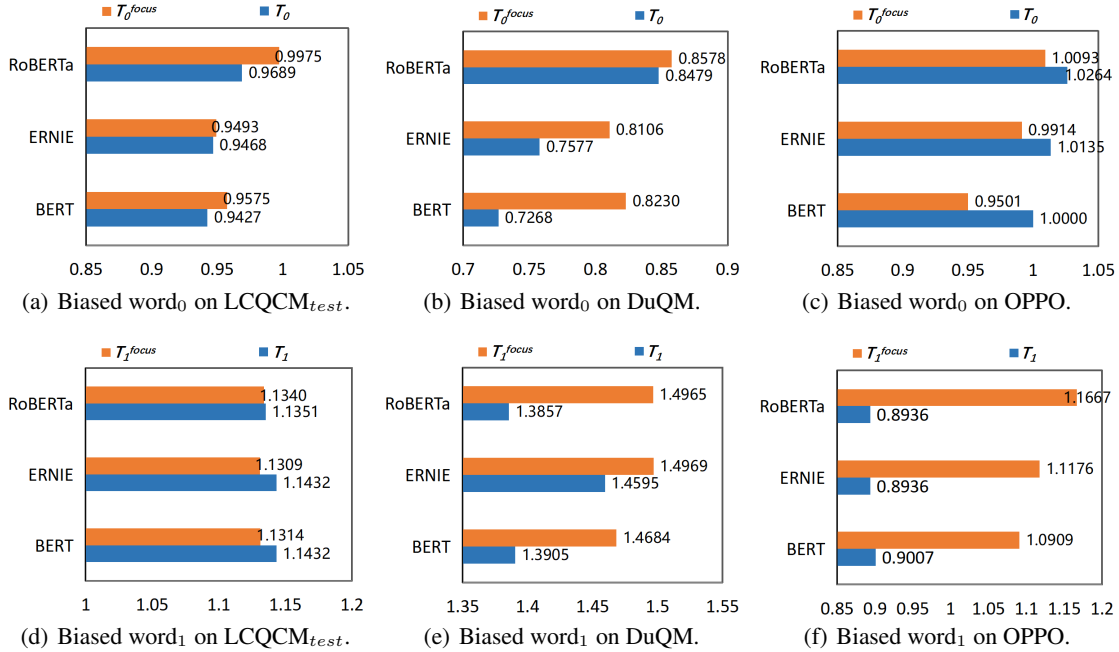 T₀ᶠᵒᶜᵘˢ T₀
RoBERTa 0.9975 0.9689
ERNIE 0.9493 0.9468
BERT 0.9575 0.9427
0.85 0.9 0.95 1 1.05
(a) Biased word₀ on LCQCM_test.
T₀ᶠᵒᶜᵘˢ T₀
0.8578
0.8479
0.8106
0.7577
0.8230
0.7268
0.7 0.8 0.8 0.9 0.9
(b) Biased word₀ on DuQM.
T₀ᶠᵒᶜᵘˢ T₀
RoBERTa 1.0093 1.0264
ERNIE 0.9914 1.0135
BERT 0.9501 1.0000
0.85 0.9 0.95 1 1.05
(c) Biased word₀ on OPPO.
T₁ᶠᵒᶜᵘˢ T₁
RoBERTa 1.1340 1.1351
ERNIE 1.1309 1.1432
BERT 1.1314 1.1432
1 1.05 1.1 1.15 1.2
(d) Biased word₁ on LCQCM_test.
T₁ᶠᵒᶜᵘˢ T₁
RoBERTa 1.4965 1.3857
ERNIE 1.4969 1.4595
BERT 1.4684 1.3905
1.35 1.4 1.45 1.5 1.55
(e) Biased word₁ on DuQM.
T₁ᶠᵒᶜᵘˢ T₁
RoBERTa 1.1667 0.8936
ERNIE 1.1176 0.8936
BERT 1.0909 0.9007
0.85 0.9 0.95 1 1.05 1.1 1.15 1.2
(f) Biased word₁ on OPPO.